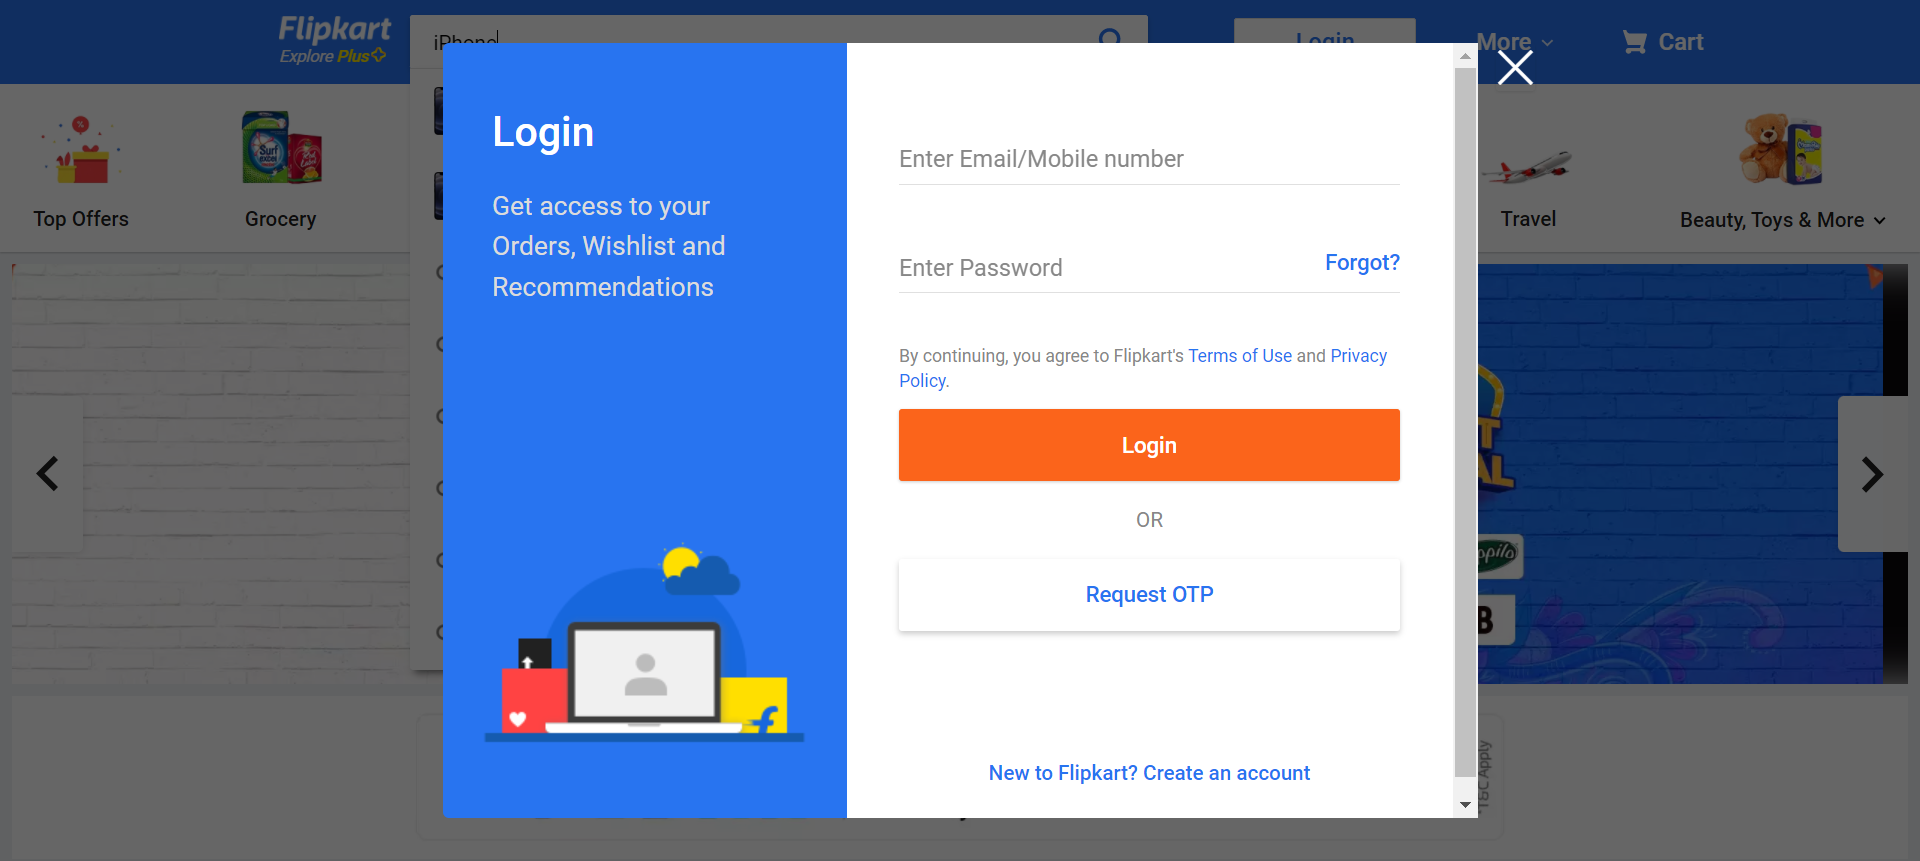 Flipkart
Explore Plus
iPhone
Login
More
Cart
Top Offers
Grocery
Travel
Beauty, Toys & More
Login
Get access to your
Orders, Wishlist and
Recommendations
Enter Email/Mobile number
Enter Password
Forgot?
By continuing, you agree to Flipkart's Terms of Use and Privacy
Policy.
Login
OR
Request OTP
New to Flipkart? Create an account
T&C Apply